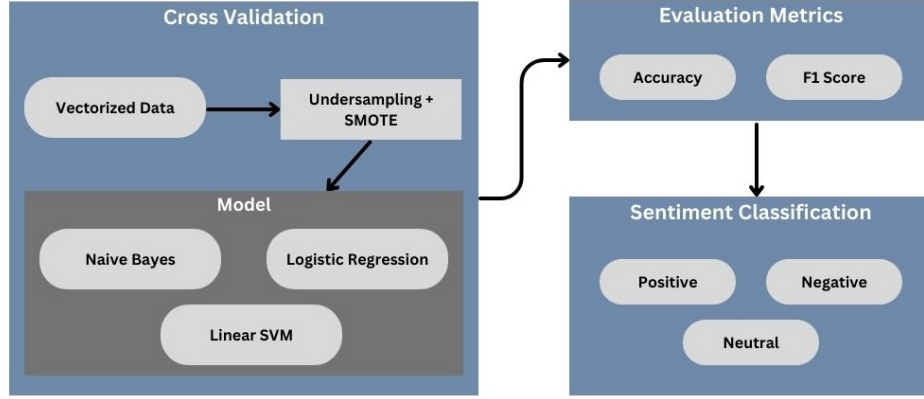 Cross Validation
Vectorized Data
Undersampling +
SMOTE
Model
Naive Bayes
Logistic Regression
Linear SVM
Evaluation Metrics
Accuracy
F1 Score
Sentiment Classification
Positive
Negative
Neutral